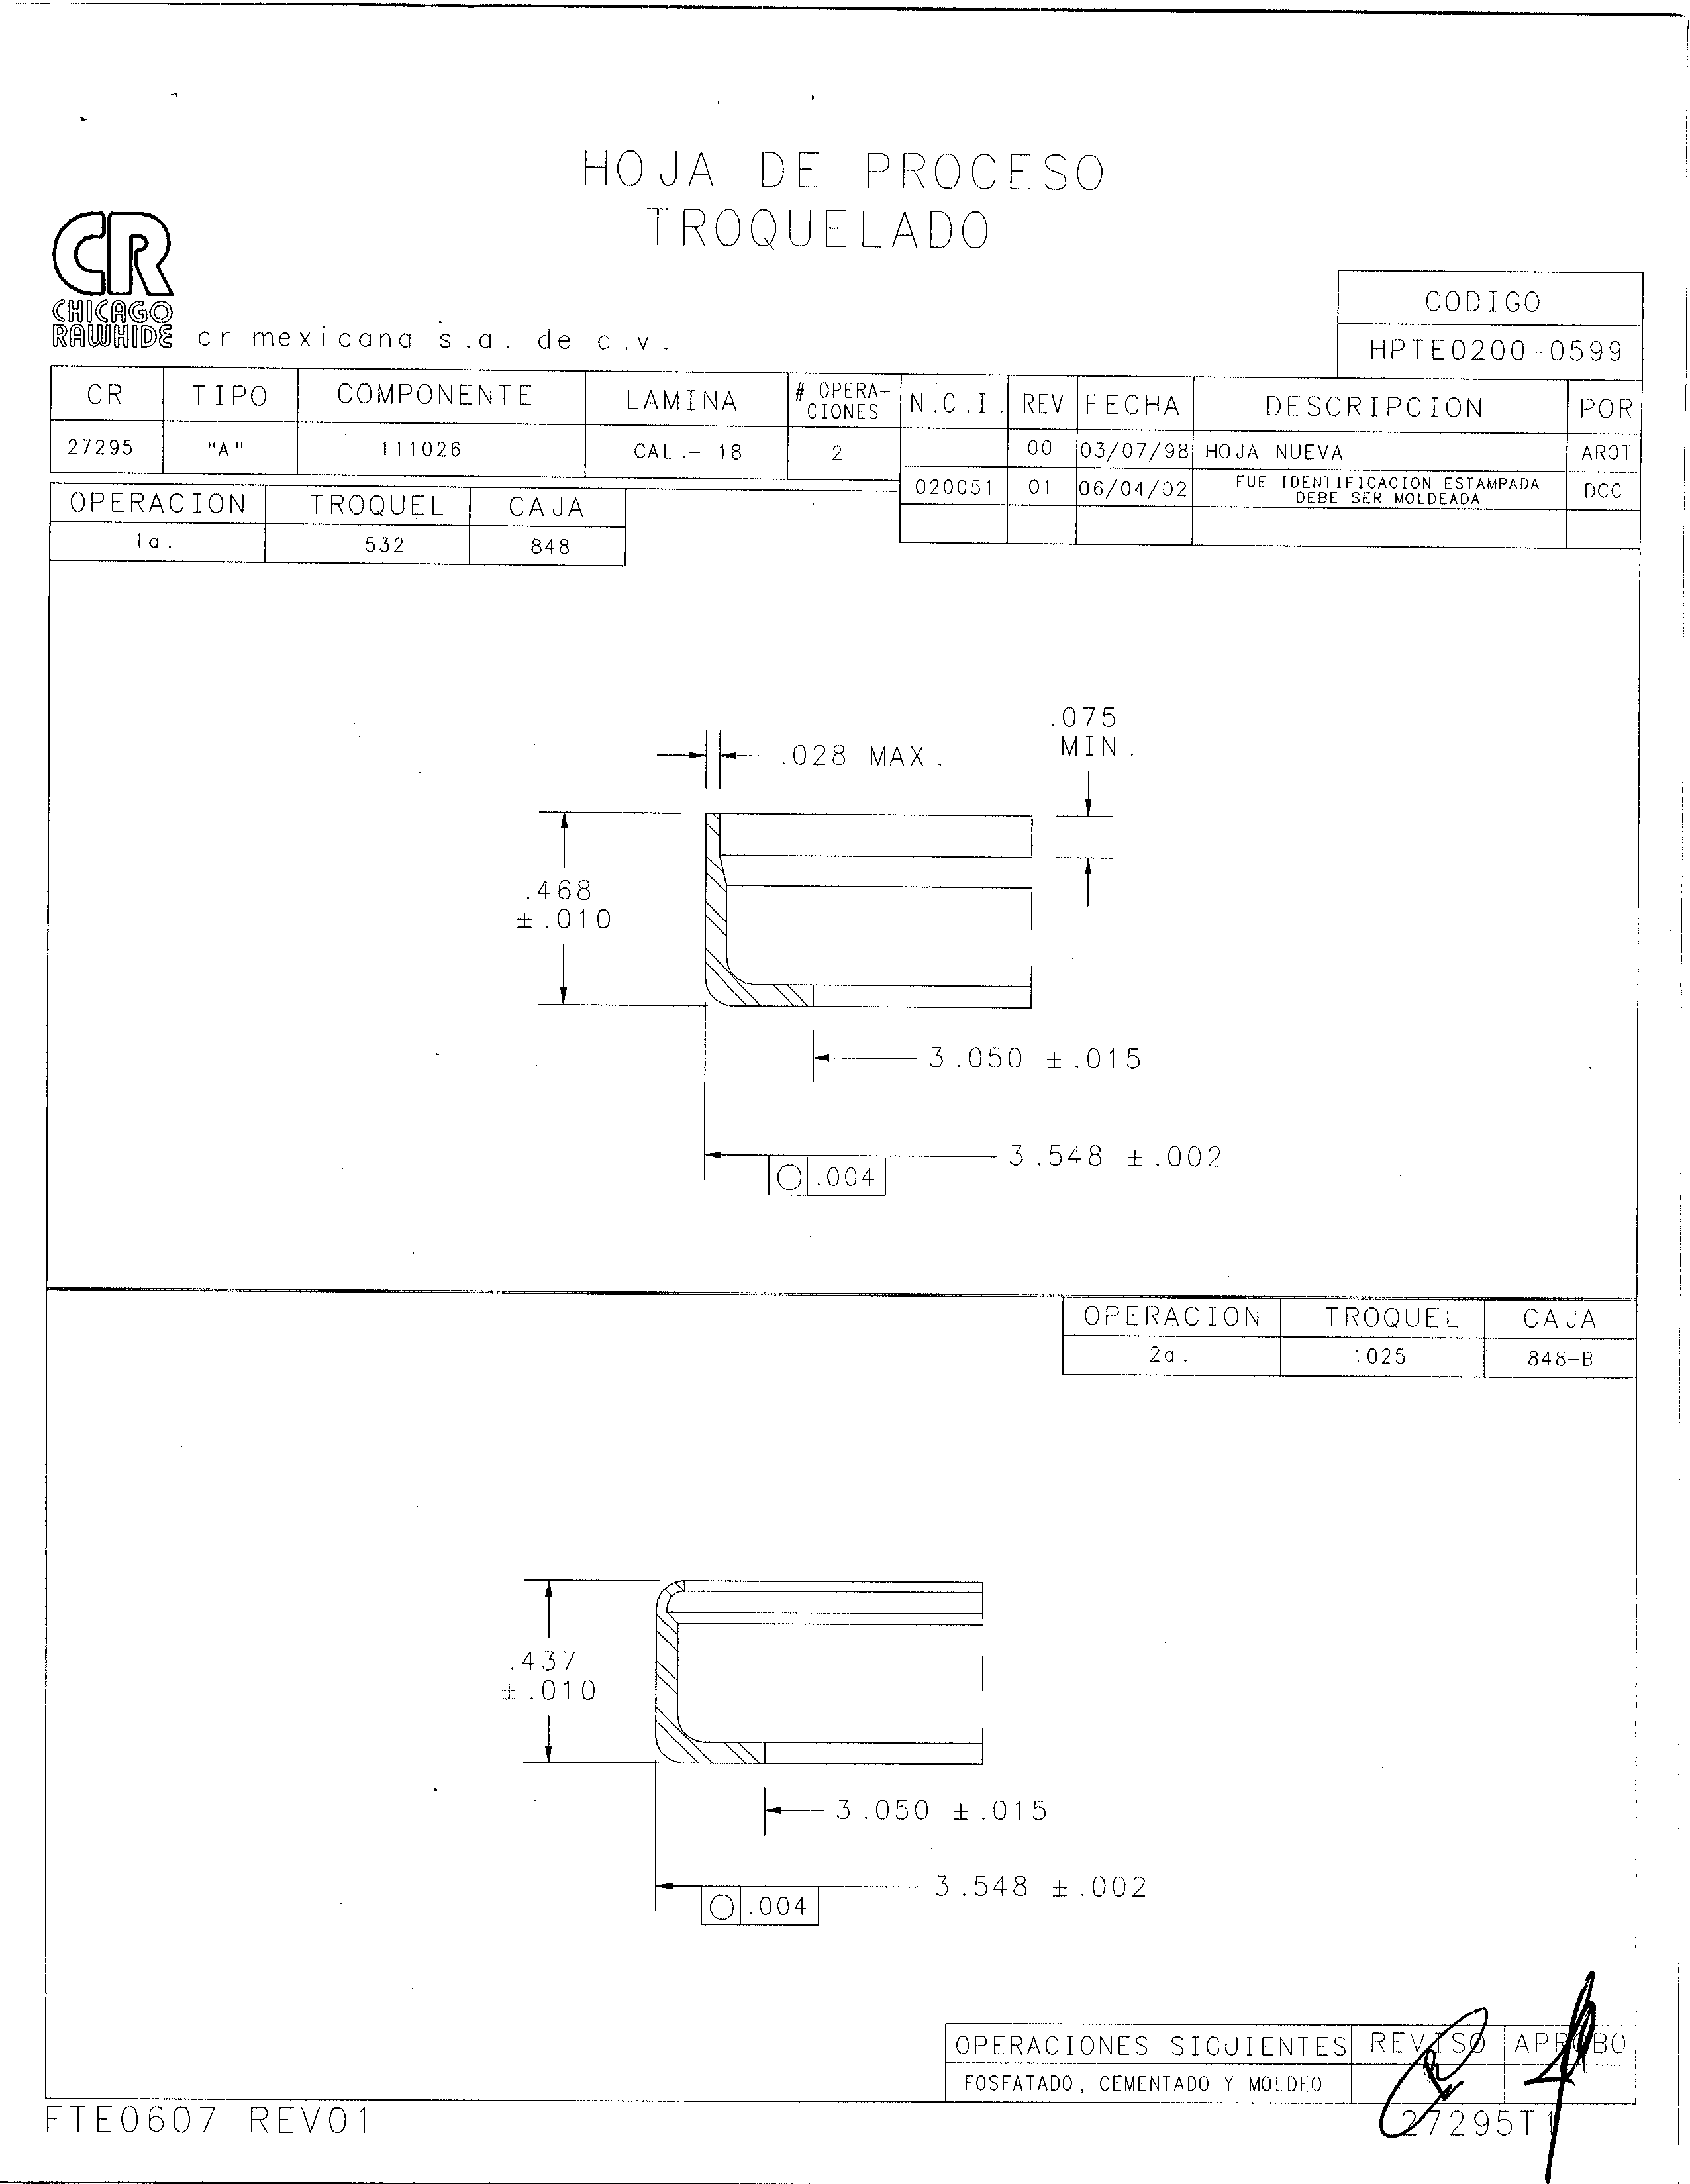 HOJA DE PROCESO
TROQUELADO
CR
CHICAGO
RAWHIDE
cr mexicana s.a. de c.v.
CODIGO
HPTE0200-0599
CR TIPO COMPONENTE LAMINA # OPERA-CIONES N.C.I. REV FECHA DESCRIPCION POR
27295 "A" 111026 CAL.- 18 2 00 03/07/98 HOJA NUEVA AROT
020051 01 06/04/02 FUE IDENTIFICACION ESTAMPADA
DEBE SER MOLDEADA DCC
OPERACION TROQUEL CAJA
1a. 532 848
.075
MIN.
.028 MAX.
.468
±.010
3.050 ±.015
3.548 ±.002
.004
OPERACION TROQUEL CAJA
2a. 1025 848-B
.437
±.010
3.050 ±.015
3.548 ±.002
.004
OPERACIONES SIGUIENTES REVISO APROBO
FOSFATADO, CEMENTADO Y MOLDEO
FTE0607 REV01
27295T1